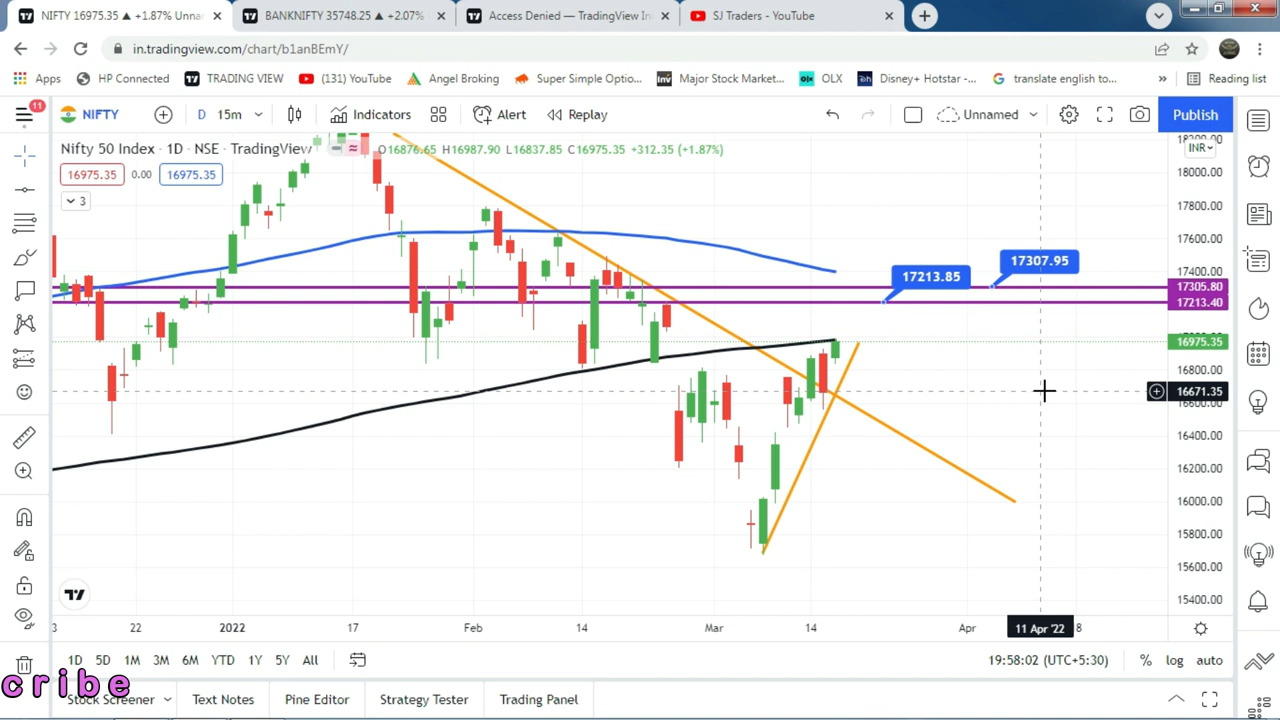 NIFTY 16975.35 ▲ +1.87% Unna
BANKNIFTY 35748.25 ▲ +2.07%
Access Denied — TradingView In
SJ Traders - YouTube
in.tradingview.com/chart/b1anBEmY/
Apps
HP Connected
TRADING VIEW
(131) YouTube
Angel Broking
Super Simple Optio...
Major Stock Market...
OLX
Disney+ Hotstar -...
translate english to...
»
Reading list
11
NIFTY
D
15m
Indicators
Alert
Replay
Unnamed
Publish
Nifty 50 Index · 1D · NSE · TradingView
O16876.65 H16987.90 L16837.85 C16975.35 +312.35 (+1.87%)
INR
16975.35
0.00
16975.35
3
18000.00
17800.00
17600.00
17400.00
17307.95
17213.85
17305.80
17213.40
16975.35
16800.00
16671.35
16400.00
16200.00
16000.00
15800.00
15600.00
15400.00
22
2022
17
Feb
14
Mar
14
Apr
11 Apr '22
8
1D
5D
1M
3M
6M
YTD
1Y
5Y
All
19:58:02 (UTC+5:30)
%
log
auto
cribe
Stock Screener
Text Notes
Pine Editor
Strategy Tester
Trading Panel